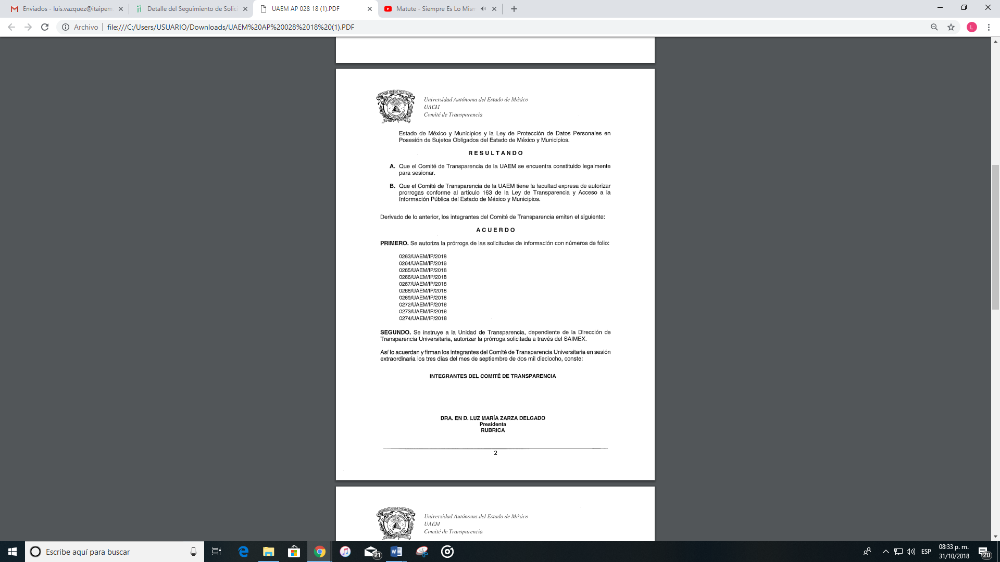 Enviados - luis.vazquez@itaipem
Detalle del Seguimiento de Solici
UAEM AP 028 18 (1).PDF
Matute - Siempre Es Lo Mism
Archivo
file:///C:/Users/USUARIO/Downloads/UAEM%20AP%20028%2018%20(1).PDF
L
Universidad Autónoma del Estado de México
UAEM
Comité de Transparencia
Estado de México y Municipios y la Ley de Protección de Datos Personales en
Posesión de Sujetos Obligados del Estado de México y Municipios.
R E S U L T A N D O
A. Que el Comité de Transparencia de la UAEM se encuentra constituido legalmente
para sesionar.
B. Que el Comité de Transparencia de la UAEM tiene la facultad expresa de autorizar
prorrogas conforme al artículo 163 de la Ley de Transparencia y Acceso a la
Información Pública del Estado de México y Municipios.
Derivado de lo anterior, los integrantes del Comité de Transparencia emiten el siguiente:
A C U E R D O
PRIMERO. Se autoriza la prórroga de las solicitudes de información con números de folio:
0263/UAEM/IP/2018
0264/UAEM/IP/2018
0265/UAEM/IP/2018
0266/UAEM/IP/2018
0267/UAEM/IP/2018
0268/UAEM/IP/2018
0269/UAEM/IP/2018
0272/UAEM/IP/2018
0273/UAEM/IP/2018
0274/UAEM/IP/2018
SEGUNDO. Se instruye a la Unidad de Transparencia, dependiente de la Dirección de
Transparencia Universitaria, autorizar la prórroga solicitada a través del SAIMEX.
Así lo acuerdan y firman los integrantes del Comité de Transparencia Universitaria en sesión
extraordinaria los tres días del mes de septiembre de dos mil dieciocho, conste:
INTEGRANTES DEL COMITÉ DE TRANSPARENCIA
DRA. EN D. LUZ MARÍA ZARZA DELGADO
Presidenta
RUBRICA
2
Universidad Autónoma del Estado de México
UAEM
Comité de Transparencia
Escribe aquí para buscar
21
ESP
08:33 p. m.
31/10/2018
20